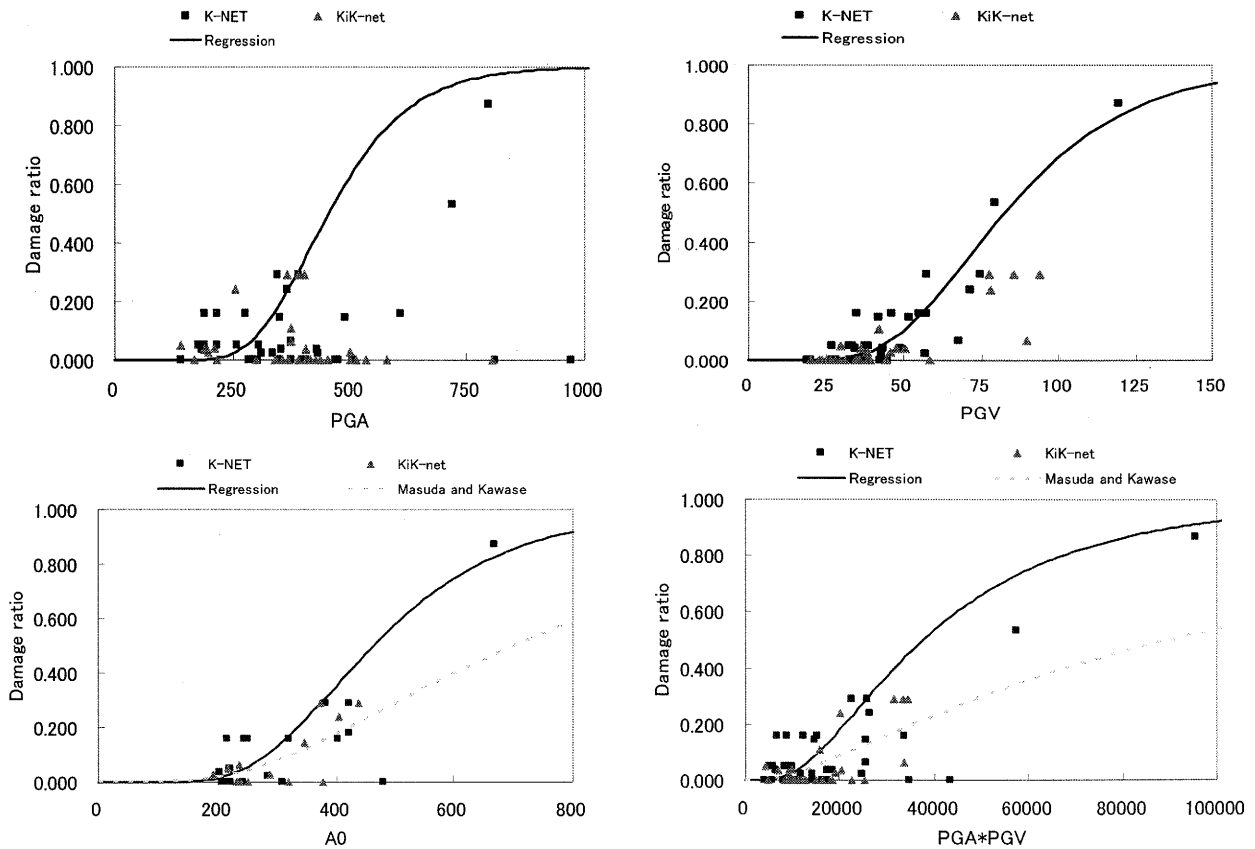 K-NET
KiK-net
Regression
1.000
0.800
0.600
0.400
0.200
0.000
Damage ratio
0
250
500
750
1000
PGA
K-NET
KiK-net
Regression
1.000
0.800
0.600
0.400
0.200
0.000
Damage ratio
0
25
50
75
100
125
150
PGV
K-NET
KiK-net
Regression
Masuda and Kawase
1.000
0.800
0.600
0.400
0.200
0.000
Damage ratio
0
200
400
600
800
A0
K-NET
KiK-net
Regression
Masuda and Kawase
1.000
0.800
0.600
0.400
0.200
0.000
Damage ratio
0
20000
40000
60000
80000
100000
PGA*PGV